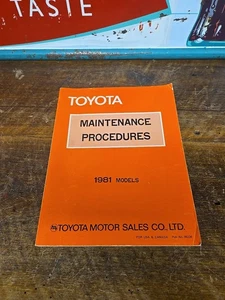 TASTE
TOYOTA
MAINTENANCE
PROCEDURES
1981 MODELS
TOYOTA MOTOR SALES CO., LTD.